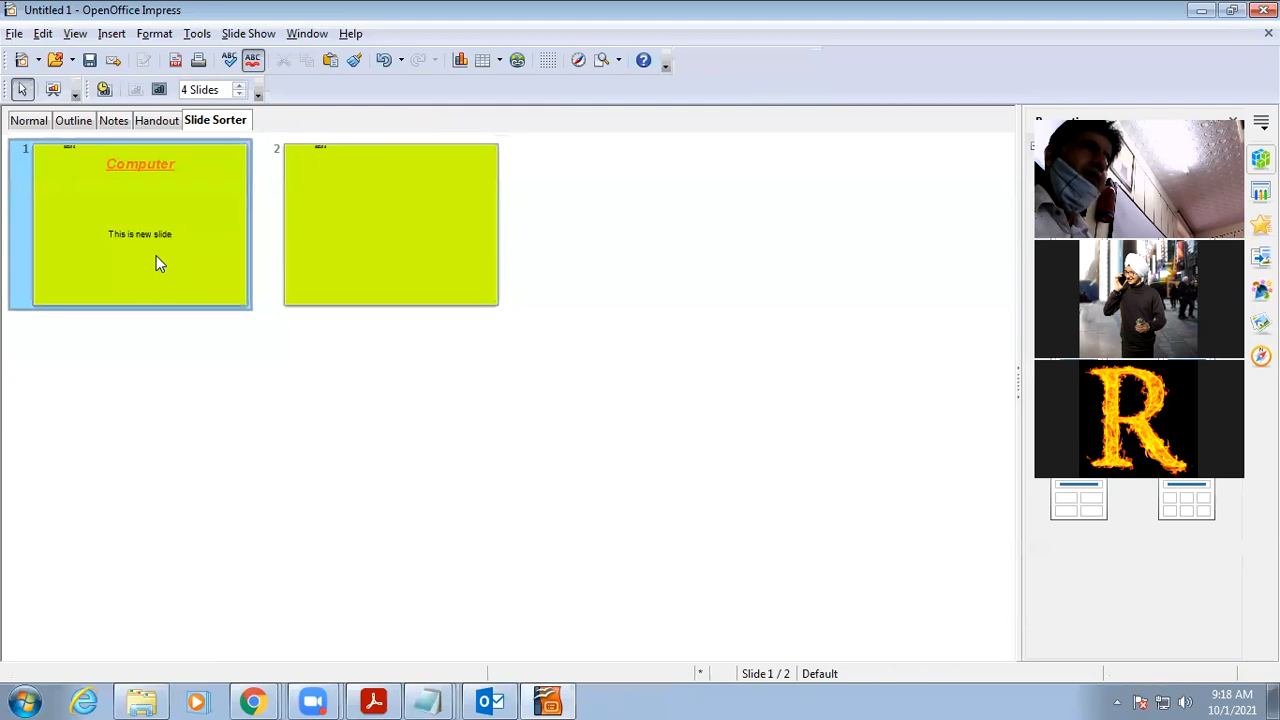 Untitled 1 - OpenOffice Impress
File Edit View Insert Format Tools Slide Show Window Help
ABC ABC
4 Slides
Normal Outline Notes Handout Slide Sorter
1 2
Computer
This is new slide
R
* Slide 1 / 2 Default
9:18 AM
10/1/2021